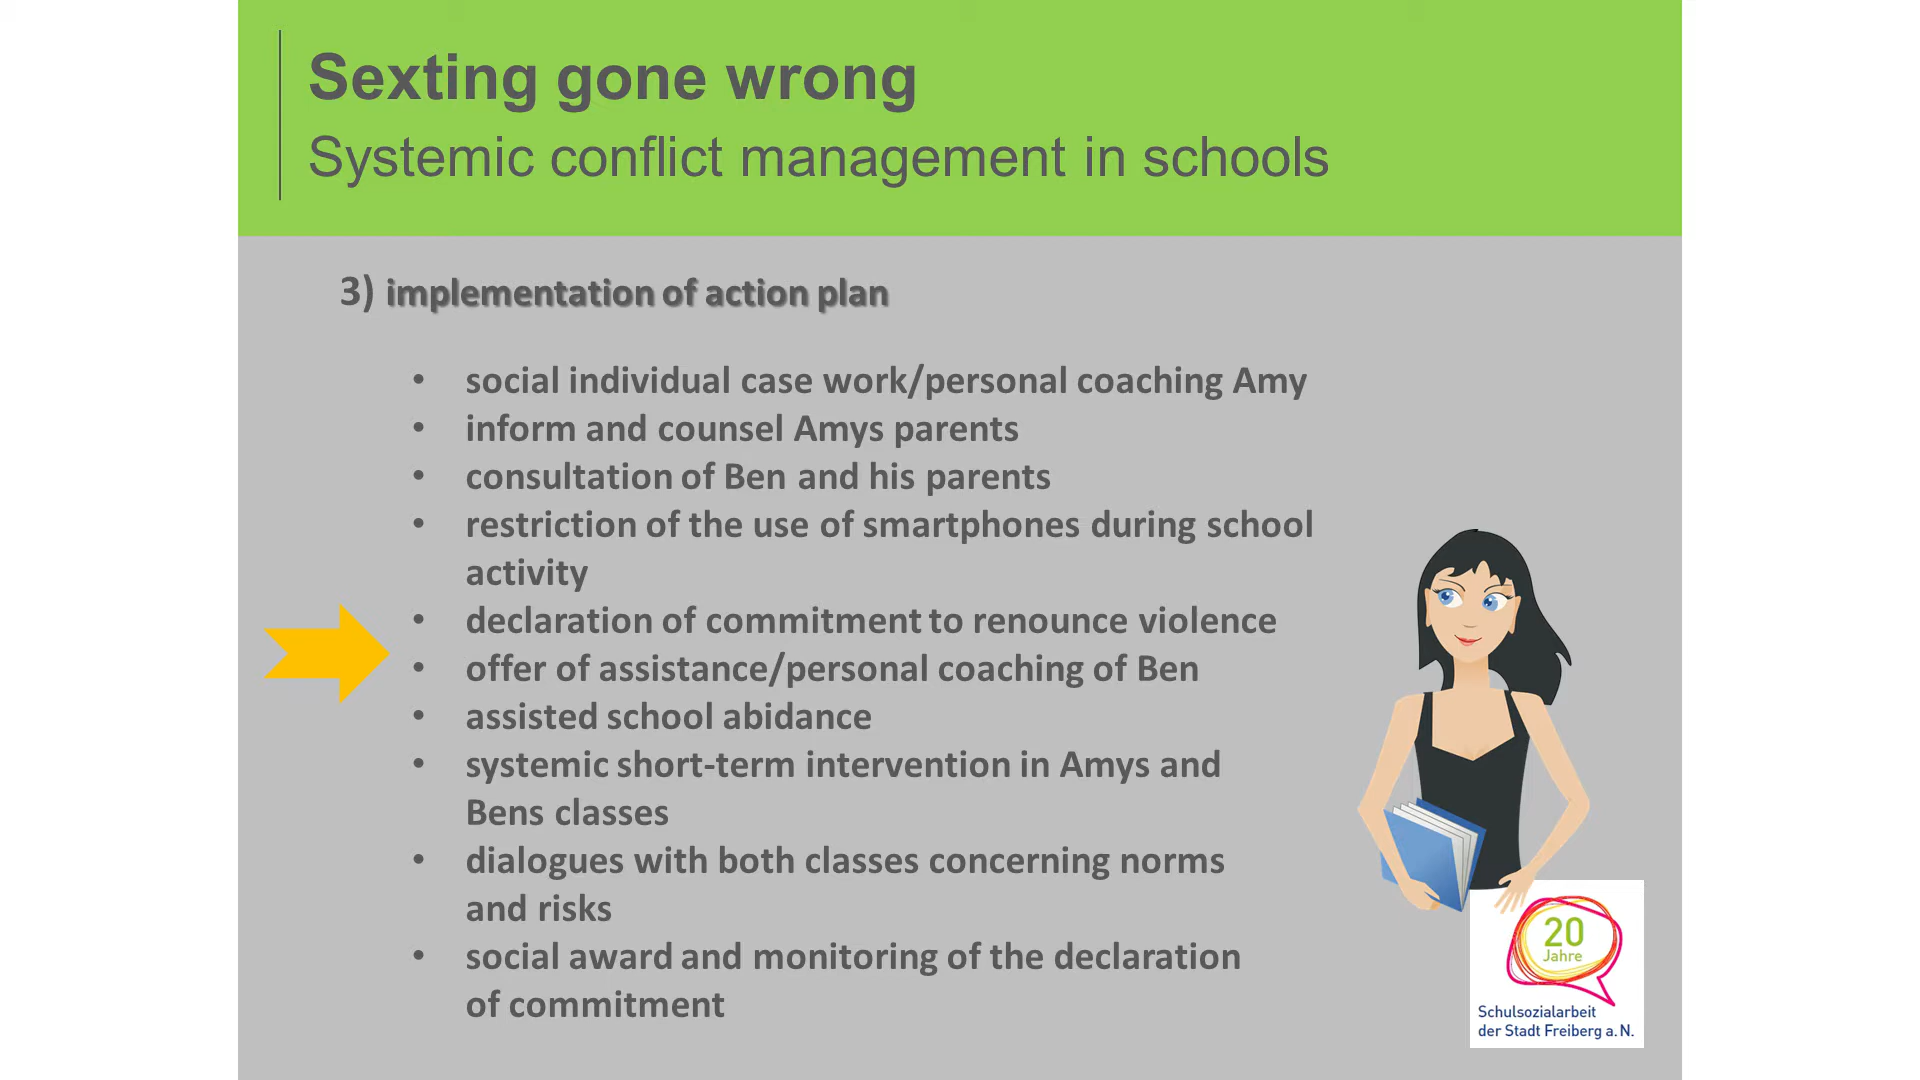 Sexting gone wrong
Systemic conflict management in schools
3) implementation of action plan
• social individual case work/personal coaching Amy
• inform and counsel Amys parents
• consultation of Ben and his parents
• restriction of the use of smartphones during school
activity
• declaration of commitment to renounce violence
• offer of assistance/personal coaching of Ben
• assisted school abidance
• systemic short-term intervention in Amys and
Bens classes
• dialogues with both classes concerning norms
and risks
• social award and monitoring of the declaration
of commitment
20
Jahre
Schulsozialarbeit
der Stadt Freiberg a. N.